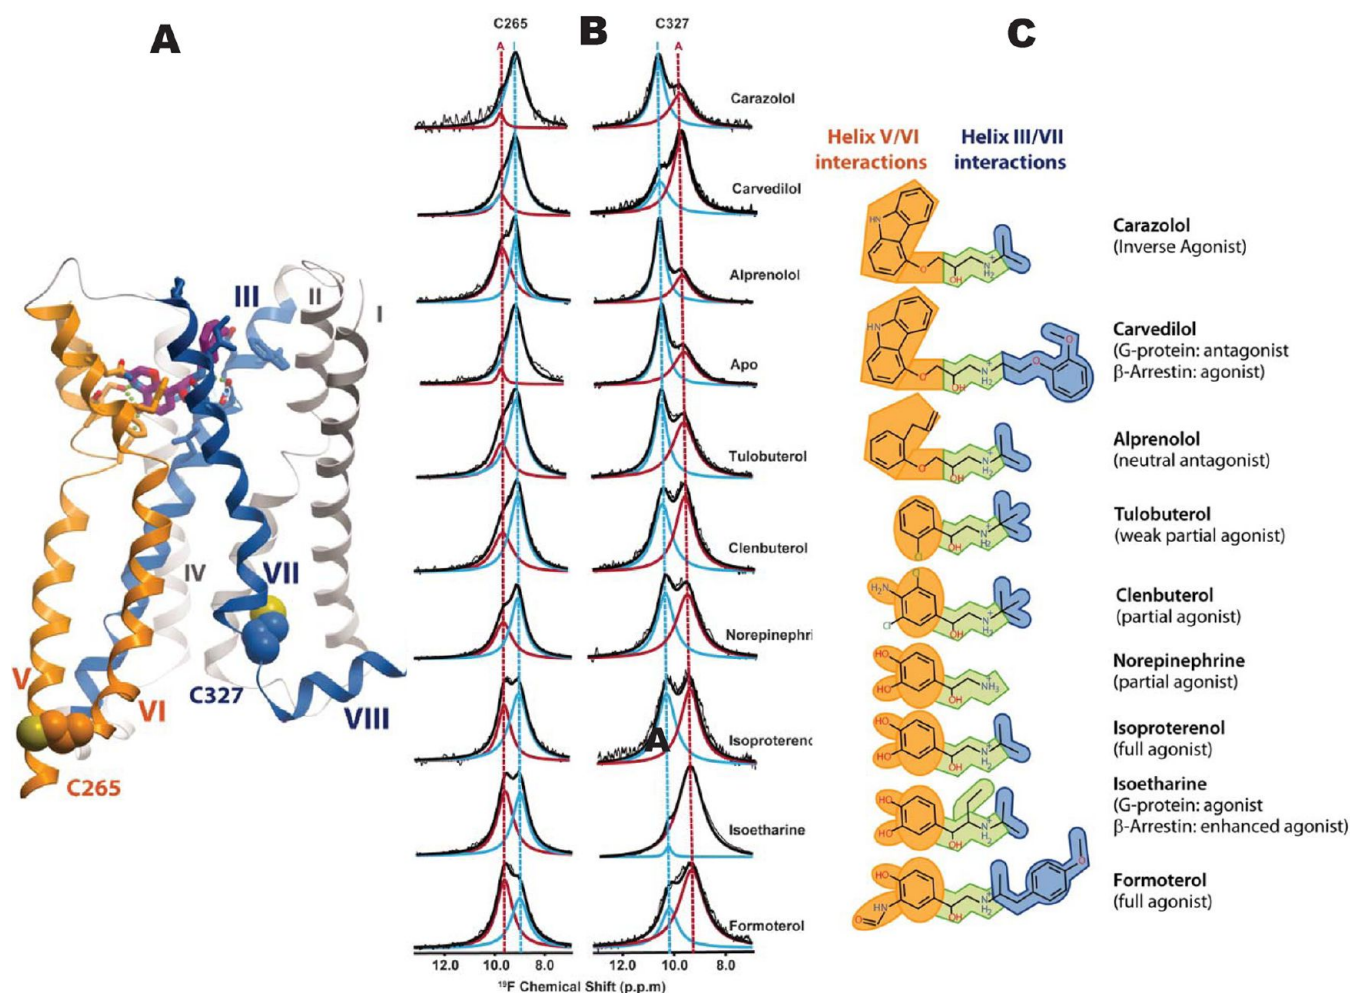 A
B
C
C265
C327
A
I
I
A
Carazolol
Carvedilol
Alprenolol
Apo
Tulobuterol
Clenbuterol
Norepinephri
Isoproterenc
A
Isoetharine
Formoterol
12.0 10.0 8.0
12.0 10.0 8.0
¹⁹F Chemical Shift (p.p.m)
III
II
I
IV
VII
V
VI
C327
VIII
C265
Helix V/VI
interactions
Helix III/VII
interactions
Carazolol
(Inverse Agonist)
Carvedilol
(G-protein: antagonist
β-Arrestin: agonist)
Alprenolol
(neutral antagonist)
Tulobuterol
(weak partial agonist)
Clenbuterol
(partial agonist)
Norepinephrine
(partial agonist)
Isoproterenol
(full agonist)
Isoetharine
(G-protein: agonist
β-Arrestin: enhanced agonist)
Formoterol
(full agonist)